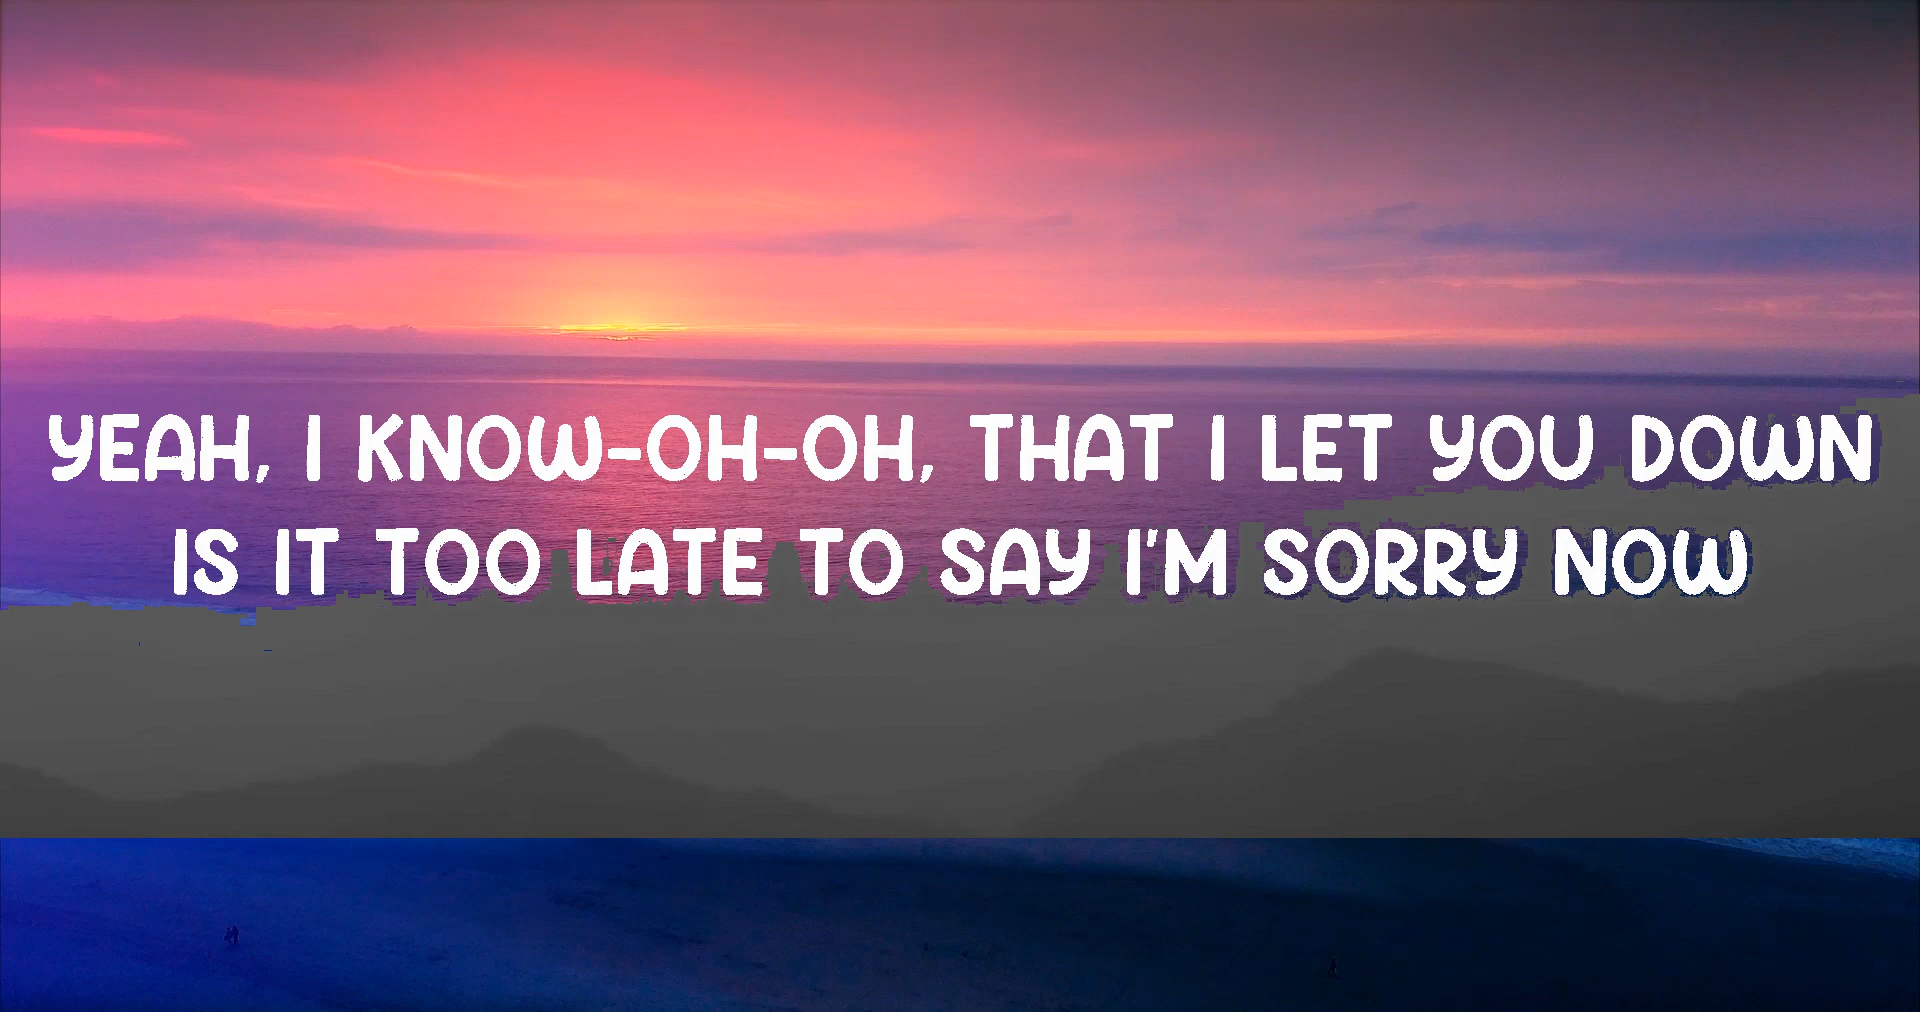 YEAH, I KNOW-OH-OH, THAT I LET YOU DOWN
IS IT TOO LATE TO SAY I'M SORRY NOW